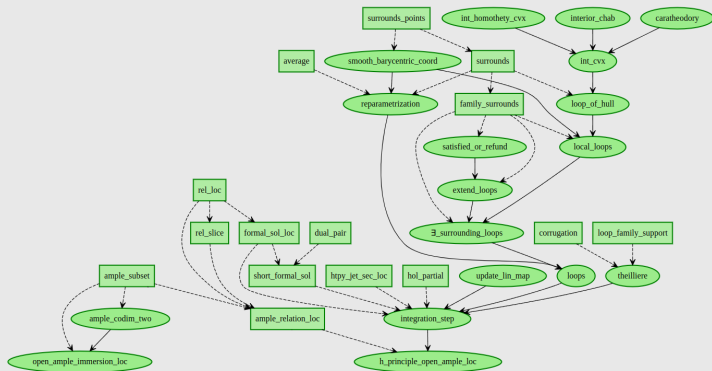 surrounds_points
int_homothety_cvx
interior_chab
caratheodory
average
smooth_barycentric_coord
surrounds
int_cvx
reparametrization
family_surrounds
loop_of_hull
satisfied_or_refund
local_loops
rel_loc
extend_loops
rel_slice
formal_sol_loc
dual_pair
∃_surrounding_loops
corrugation
loop_family_support
ample_subset
short_formal_sol
htpy_jet_sec_loc
hol_partial
update_lin_map
loops
theilliere
ample_codim_two
ample_relation_loc
integration_step
open_ample_immersion_loc
h_principle_open_ample_loc